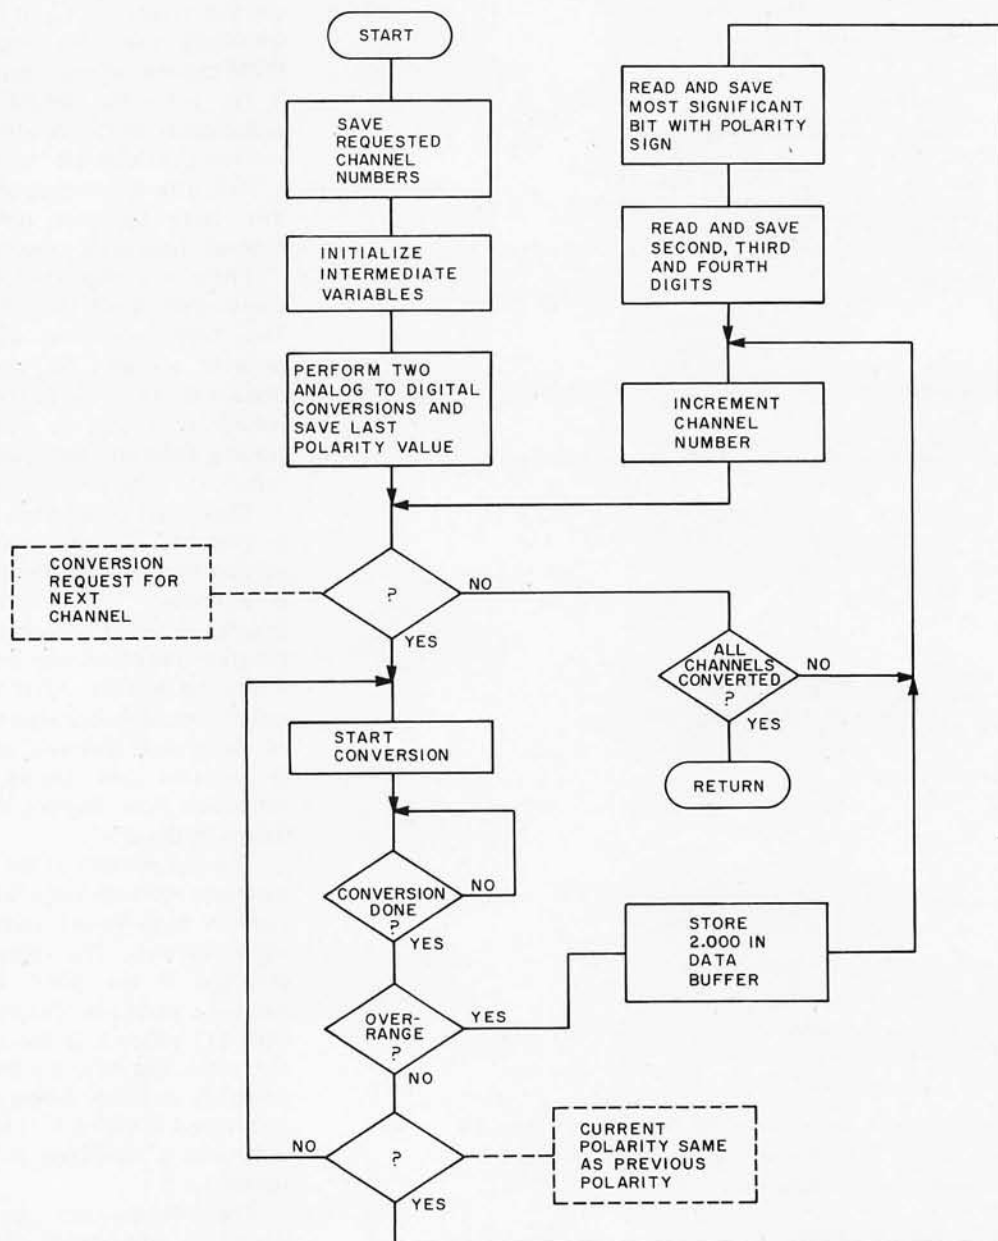 START
SAVE
REQUESTED
CHANNEL
NUMBERS
INITIALIZE
INTERMEDIATE
VARIABLES
PERFORM TWO
ANALOG TO DIGITAL
CONVERSIONS AND
SAVE LAST
POLARITY VALUE
CONVERSION
REQUEST FOR
NEXT
CHANNEL
?
NO
YES
START
CONVERSION
CONVERSION
DONE
?
NO
YES
OVER-
RANGE
?
YES
NO
?
NO
YES
CURRENT
POLARITY SAME
AS PREVIOUS
POLARITY
READ AND SAVE
MOST SIGNIFICANT
BIT WITH POLARITY
SIGN
READ AND SAVE
SECOND, THIRD
AND FOURTH
DIGITS
INCREMENT
CHANNEL
NUMBER
ALL
CHANNELS
CONVERTED
?
NO
YES
RETURN
STORE
2.000 IN
DATA
BUFFER